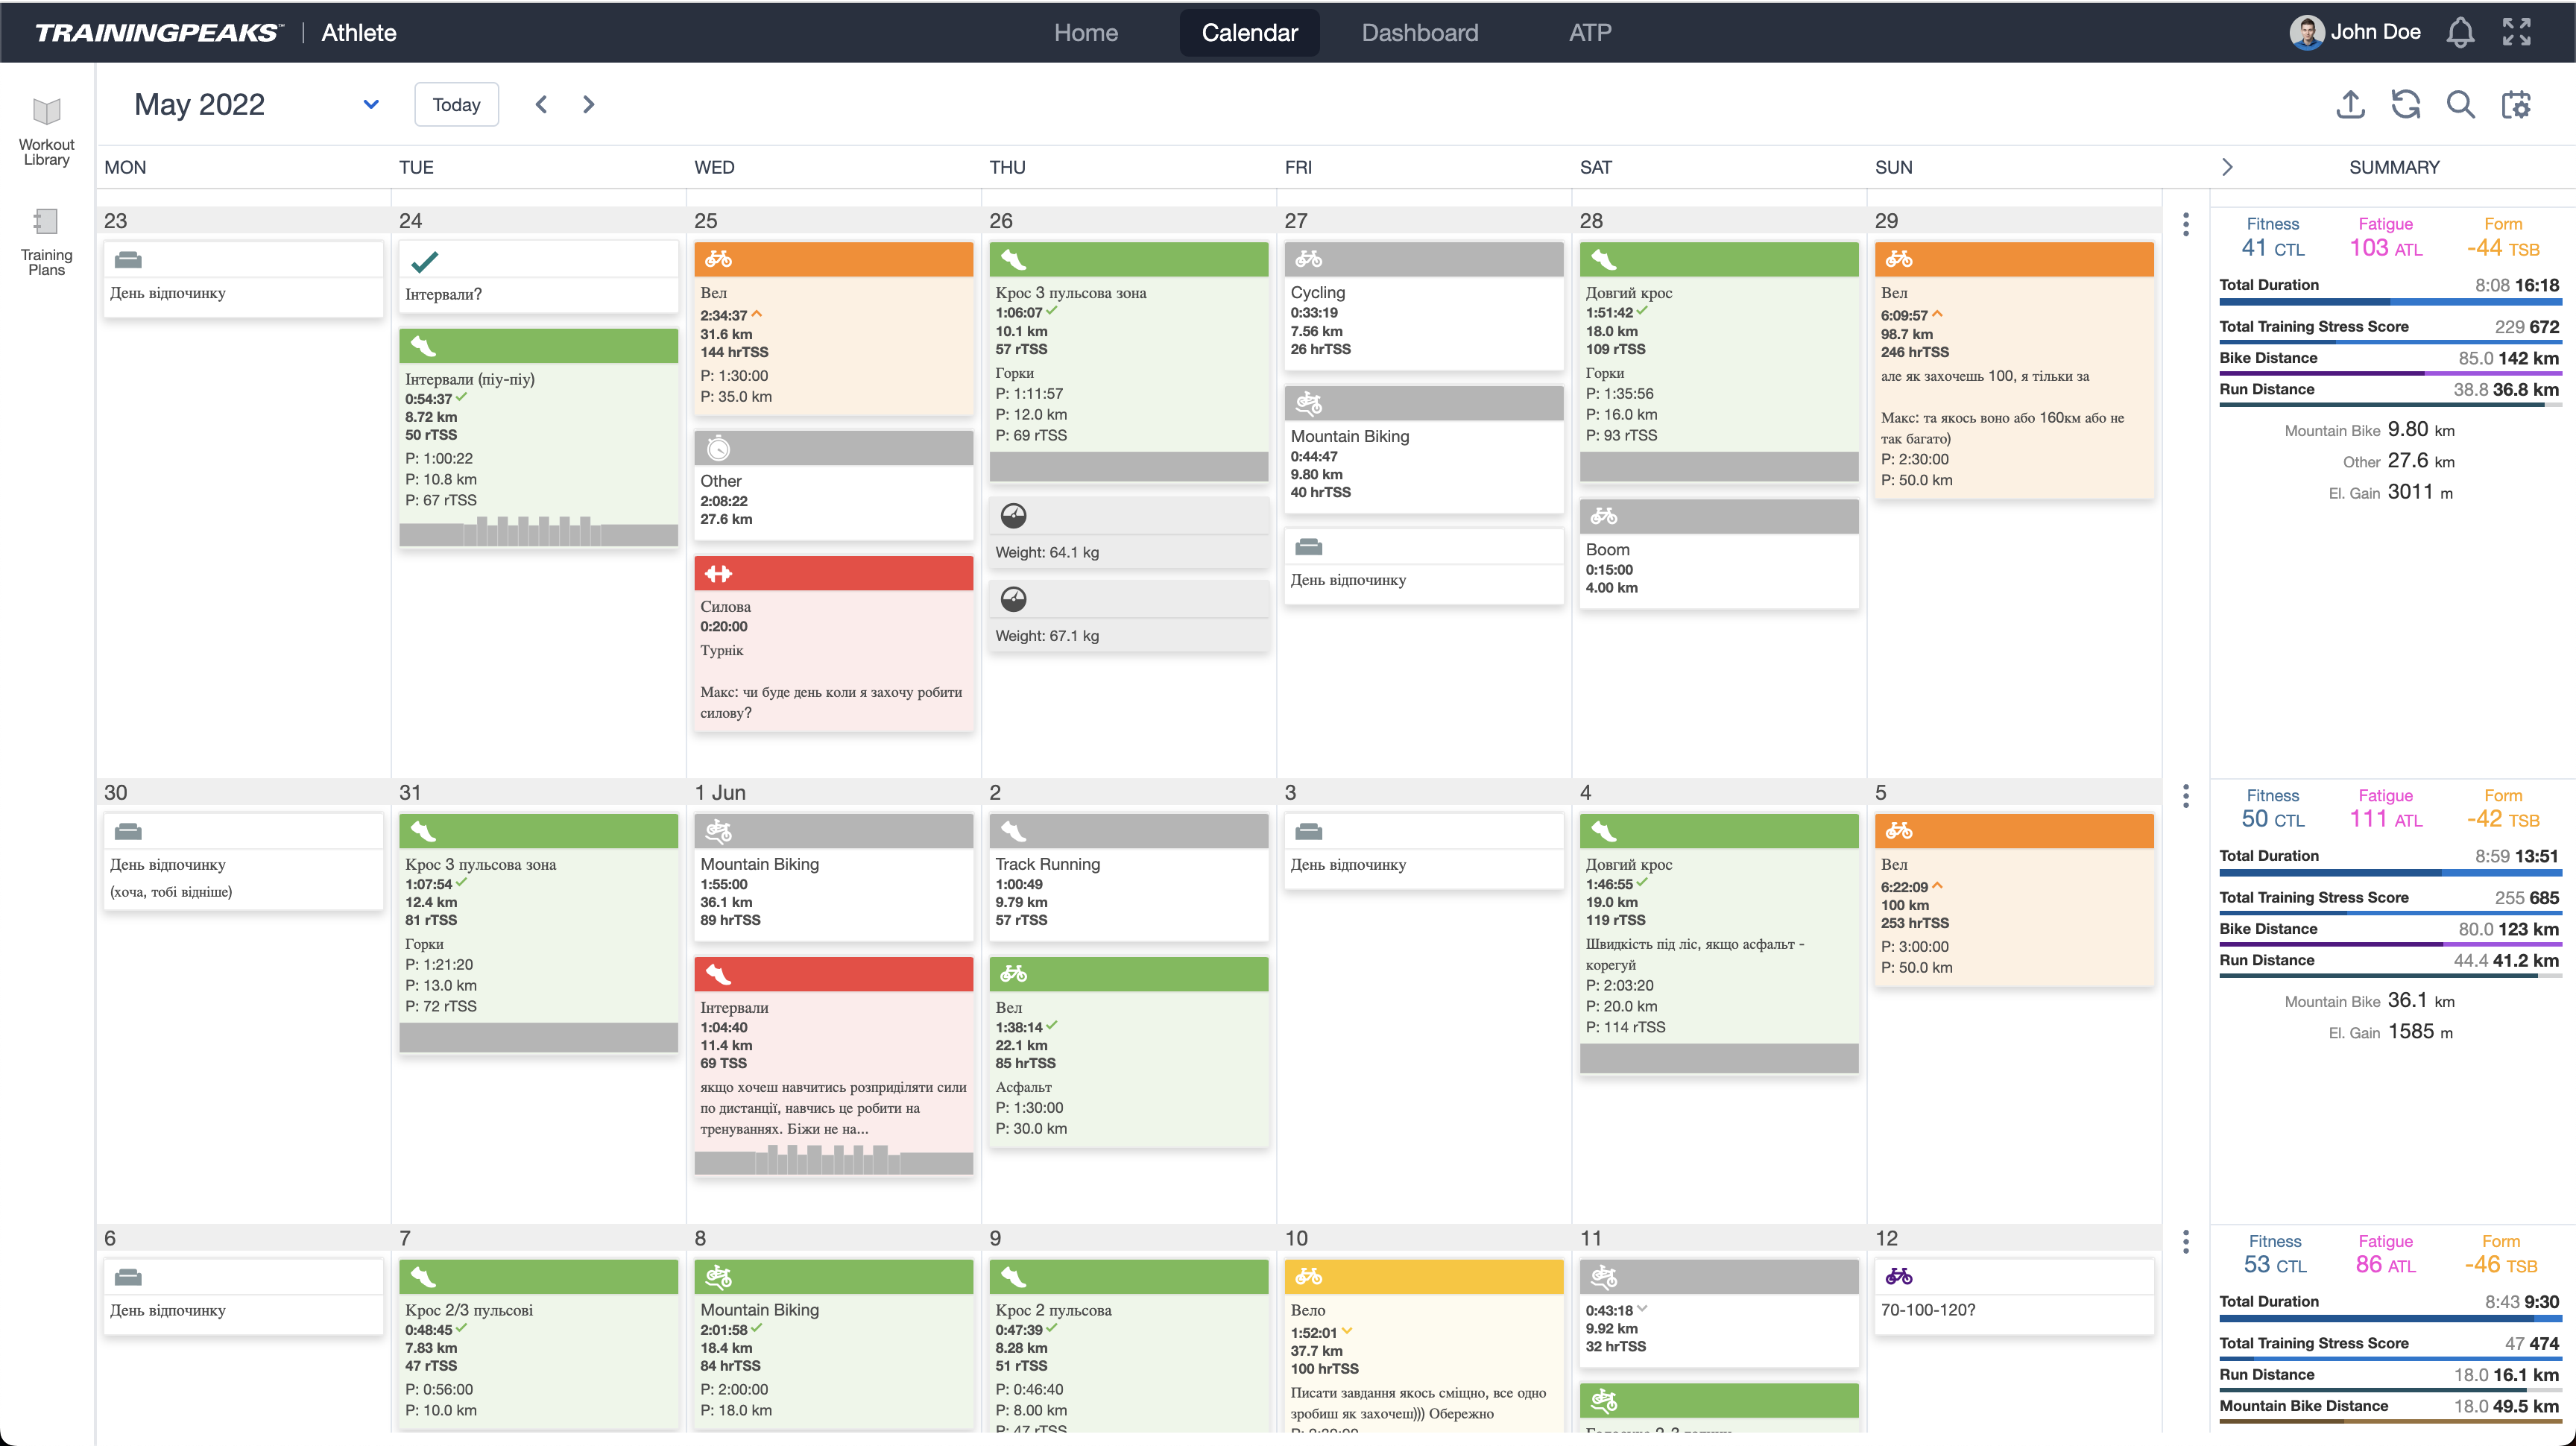 TRAININGPEAKS™ | Athlete
Home
Calendar
Dashboard
ATP
John Doe
Workout
Library
Training
Plans
May 2022
Today
MON
TUE
WED
THU
FRI
SAT
SUN
SUMMARY
23
День відпочинку
24
Інтервали?
Інтервали (піу-піу)
0:54:37
8.72 km
50 rTSS
P: 1:00:22
P: 10.8 km
P: 67 rTSS
25
Вел
2:34:37
31.6 km
144 hrTSS
P: 1:30:00
P: 35.0 km
Other
2:08:22
27.6 km
Силова
0:20:00
Турнік
Макс: чи буде день коли я захочу робити
силову?
26
Крос 3 пульсова зона
1:06:07
10.1 km
57 rTSS
Горки
P: 1:11:57
P: 12.0 km
P: 69 rTSS
Weight: 64.1 kg
Weight: 67.1 kg
27
Cycling
0:33:19
7.56 km
26 hrTSS
Mountain Biking
0:44:47
9.80 km
40 hrTSS
День відпочинку
28
Довгий крос
1:51:42
18.0 km
109 rTSS
Горки
P: 1:35:56
P: 16.0 km
P: 93 rTSS
Boom
0:15:00
4.00 km
29
Вел
6:09:57
98.7 km
246 hrTSS
але як захочешь 100, я тільки за
Макс: та якось воно або 160км або не
так багато)
P: 2:30:00
P: 50.0 km
Fitness
41 CTL
Fatigue
103 ATL
Form
-44 TSB
Total Duration 8:08 16:18
Total Training Stress Score 229 672
Bike Distance 85.0 142 km
Run Distance 38.8 36.8 km
Mountain Bike 9.80 km
Other 27.6 km
El. Gain 3011 m
30
День відпочинку
(хоча, тобі відніше)
31
Крос 3 пульсова зона
1:07:54
12.4 km
81 rTSS
Горки
P: 1:21:20
P: 13.0 km
P: 72 rTSS
1 Jun
Mountain Biking
1:55:00
36.1 km
89 hrTSS
Інтервали
1:04:40
11.4 km
69 TSS
якщо хочеш навчитись розприділяти сили
по дистанції, навчись це робити на
тренуваннях. Біжи не на...
2
Track Running
1:00:49
9.79 km
57 rTSS
Вел
1:38:14
22.1 km
85 hrTSS
Асфальт
P: 1:30:00
P: 30.0 km
3
День відпочинку
4
Довгий крос
1:46:55
19.0 km
119 rTSS
Швидкість під ліс, якщо асфальт -
корегуй
P: 2:03:20
P: 20.0 km
P: 114 rTSS
5
Вел
6:22:09
100 km
253 hrTSS
P: 3:00:00
P: 50.0 km
Fitness
50 CTL
Fatigue
111 ATL
Form
-42 TSB
Total Duration 8:59 13:51
Total Training Stress Score 255 685
Bike Distance 80.0 123 km
Run Distance 44.4 41.2 km
Mountain Bike 36.1 km
El. Gain 1585 m
6
День відпочинку
7
Крос 2/3 пульсові
0:48:45
7.83 km
47 rTSS
P: 0:56:00
P: 10.0 km
8
Mountain Biking
2:01:58
18.4 km
84 hrTSS
P: 2:00:00
P: 18.0 km
9
Крос 2 пульсова
0:47:39
8.28 km
51 rTSS
P: 0:46:40
P: 8.00 km
P: 47 rTSS
10
Вело
1:52:01
37.7 km
100 hrTSS
Писати завдання якось смішно, все одно
зробиш як захочеш))) Обережно
11
0:43:18
9.92 km
32 hrTSS
12
70-100-120?
Fitness
53 CTL
Fatigue
86 ATL
Form
-46 TSB
Total Duration 8:43 9:30
Total Training Stress Score 47 474
Run Distance 18.0 16.1 km
Mountain Bike Distance 18.0 49.5 km